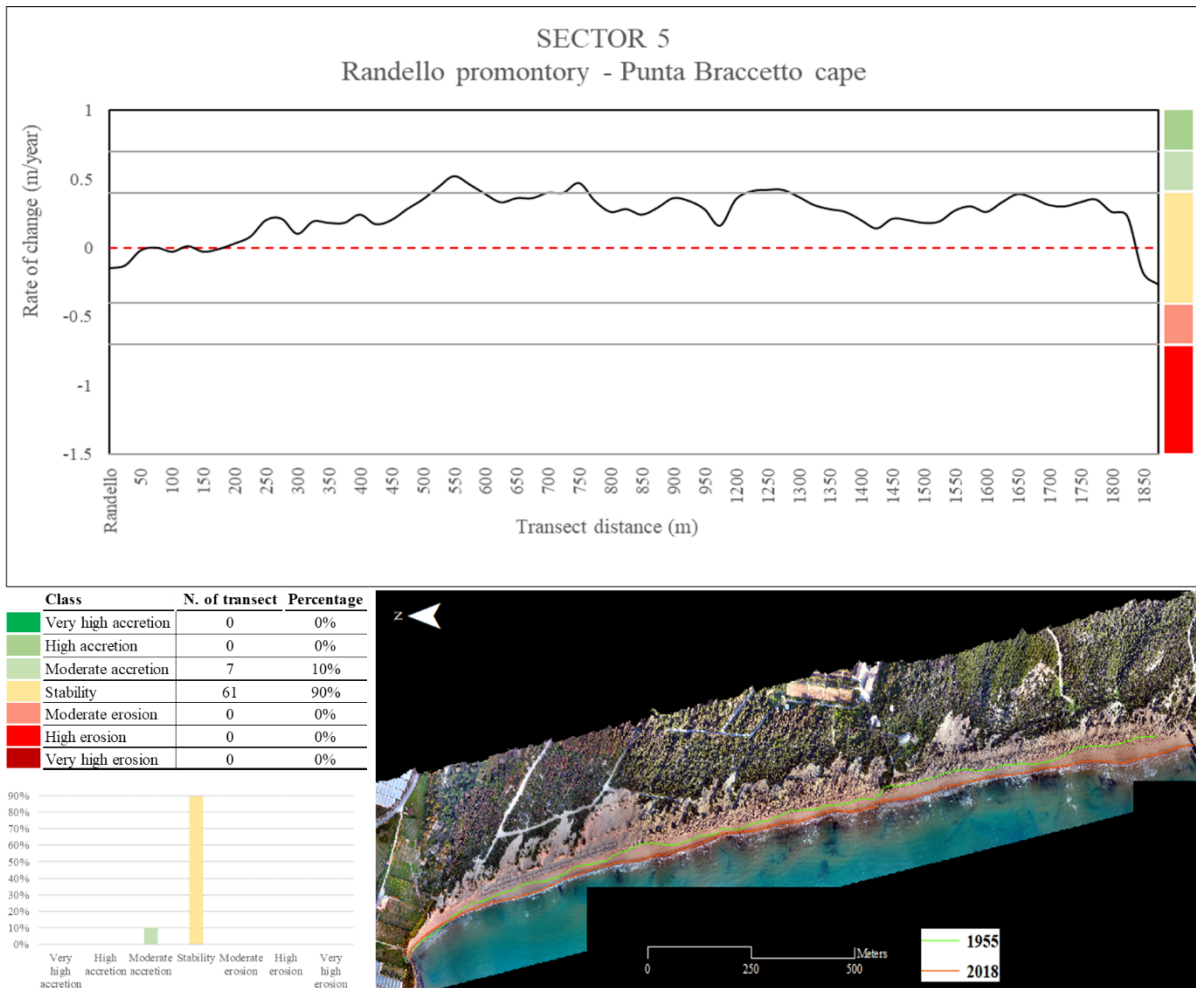 SECTOR 5
Randello promontory - Punta Braccetto cape
Rate of change (m/year)
1
0.5
0
-0.5
-1
-1.5
Randello 50 100 150 200 250 300 350 400 450 500 550 600 650 700 750 800 850 900 950 1200 1250 1300 1350 1400 1450 1500 1550 1600 1650 1700 1750 1800 1850
Transect distance (m)
Class N. of transect Percentage
Very high accretion 0 0%
High accretion 0 0%
Moderate accretion 7 10%
Stability 61 90%
Moderate erosion 0 0%
High erosion 0 0%
Very high erosion 0 0%
90%
80%
70%
60%
50%
40%
30%
20%
10%
0%
Very high accretion
High accretion
Moderate accretion
Stability
Moderate erosion
High erosion
Very high erosion
N
Meters
0 250 500
1955
2018